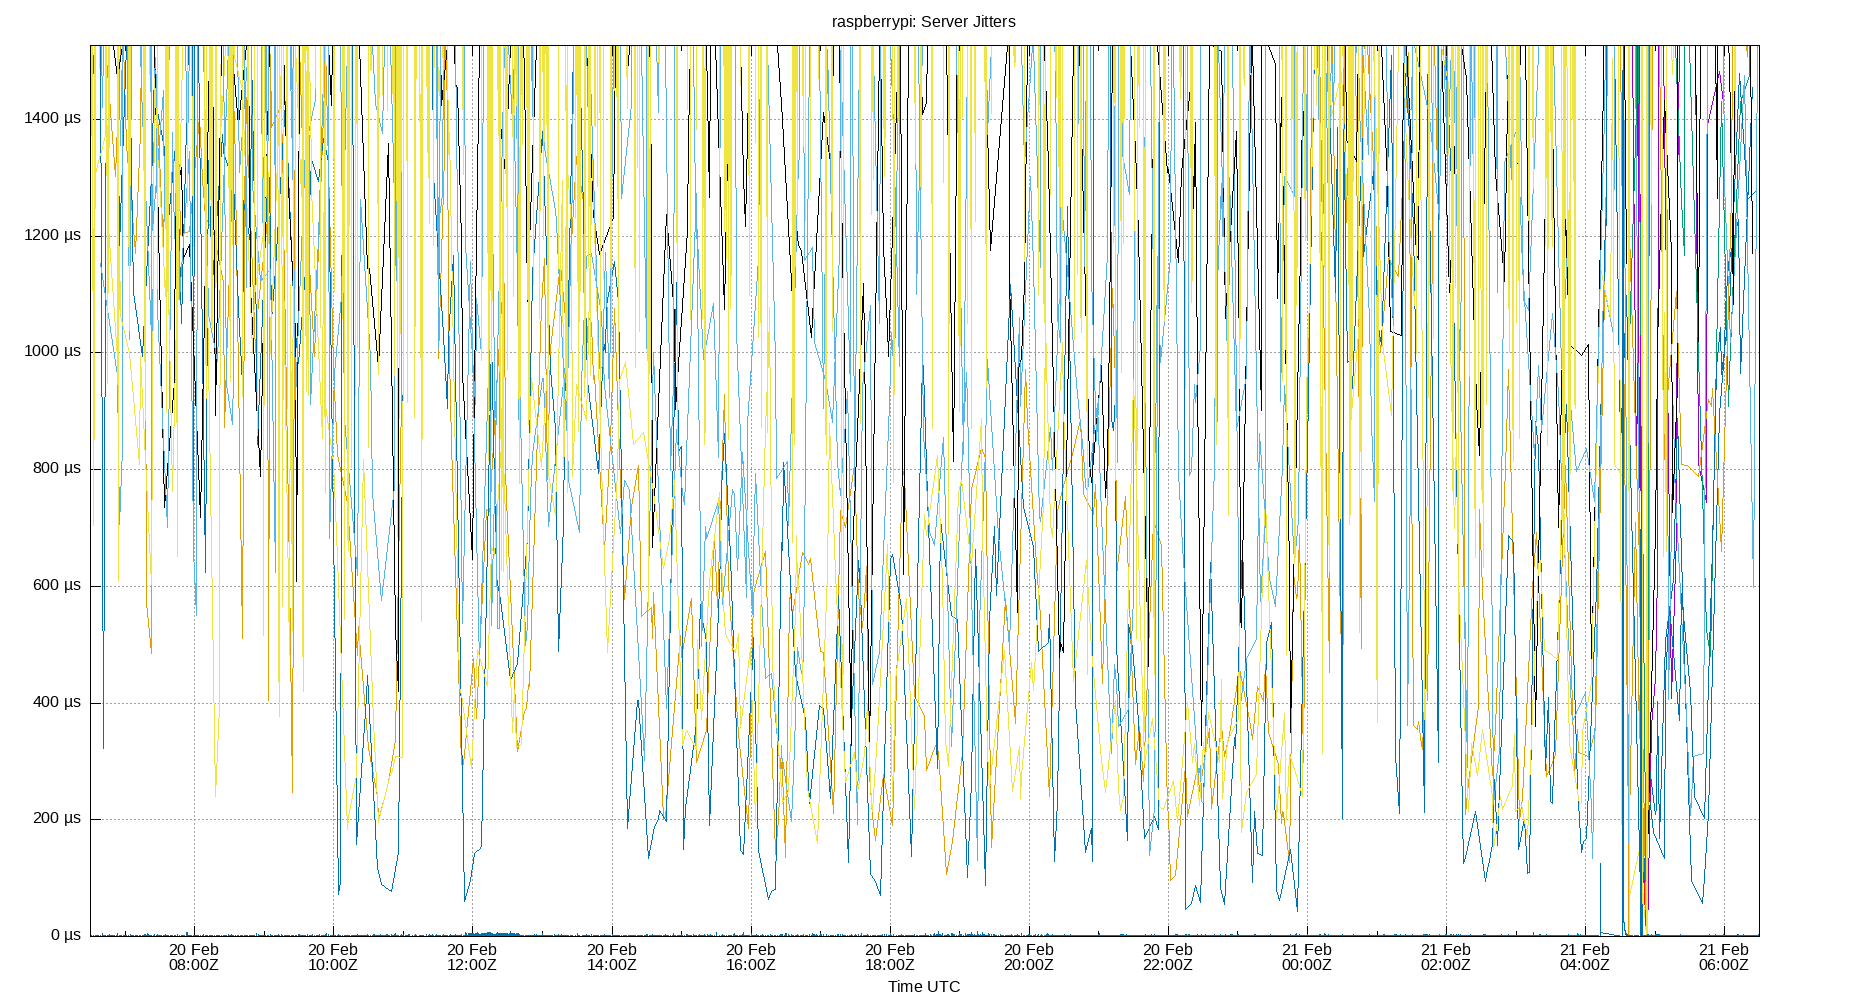 raspberrypi: Server Jitters
1400 µs
1200 µs
1000 µs
800 µs
600 µs
400 µs
200 µs
0 µs
20 Feb
08:00Z
20 Feb
10:00Z
20 Feb
12:00Z
20 Feb
14:00Z
20 Feb
16:00Z
20 Feb
18:00Z
20 Feb
20:00Z
20 Feb
22:00Z
21 Feb
00:00Z
21 Feb
02:00Z
21 Feb
04:00Z
21 Feb
06:00Z
Time UTC